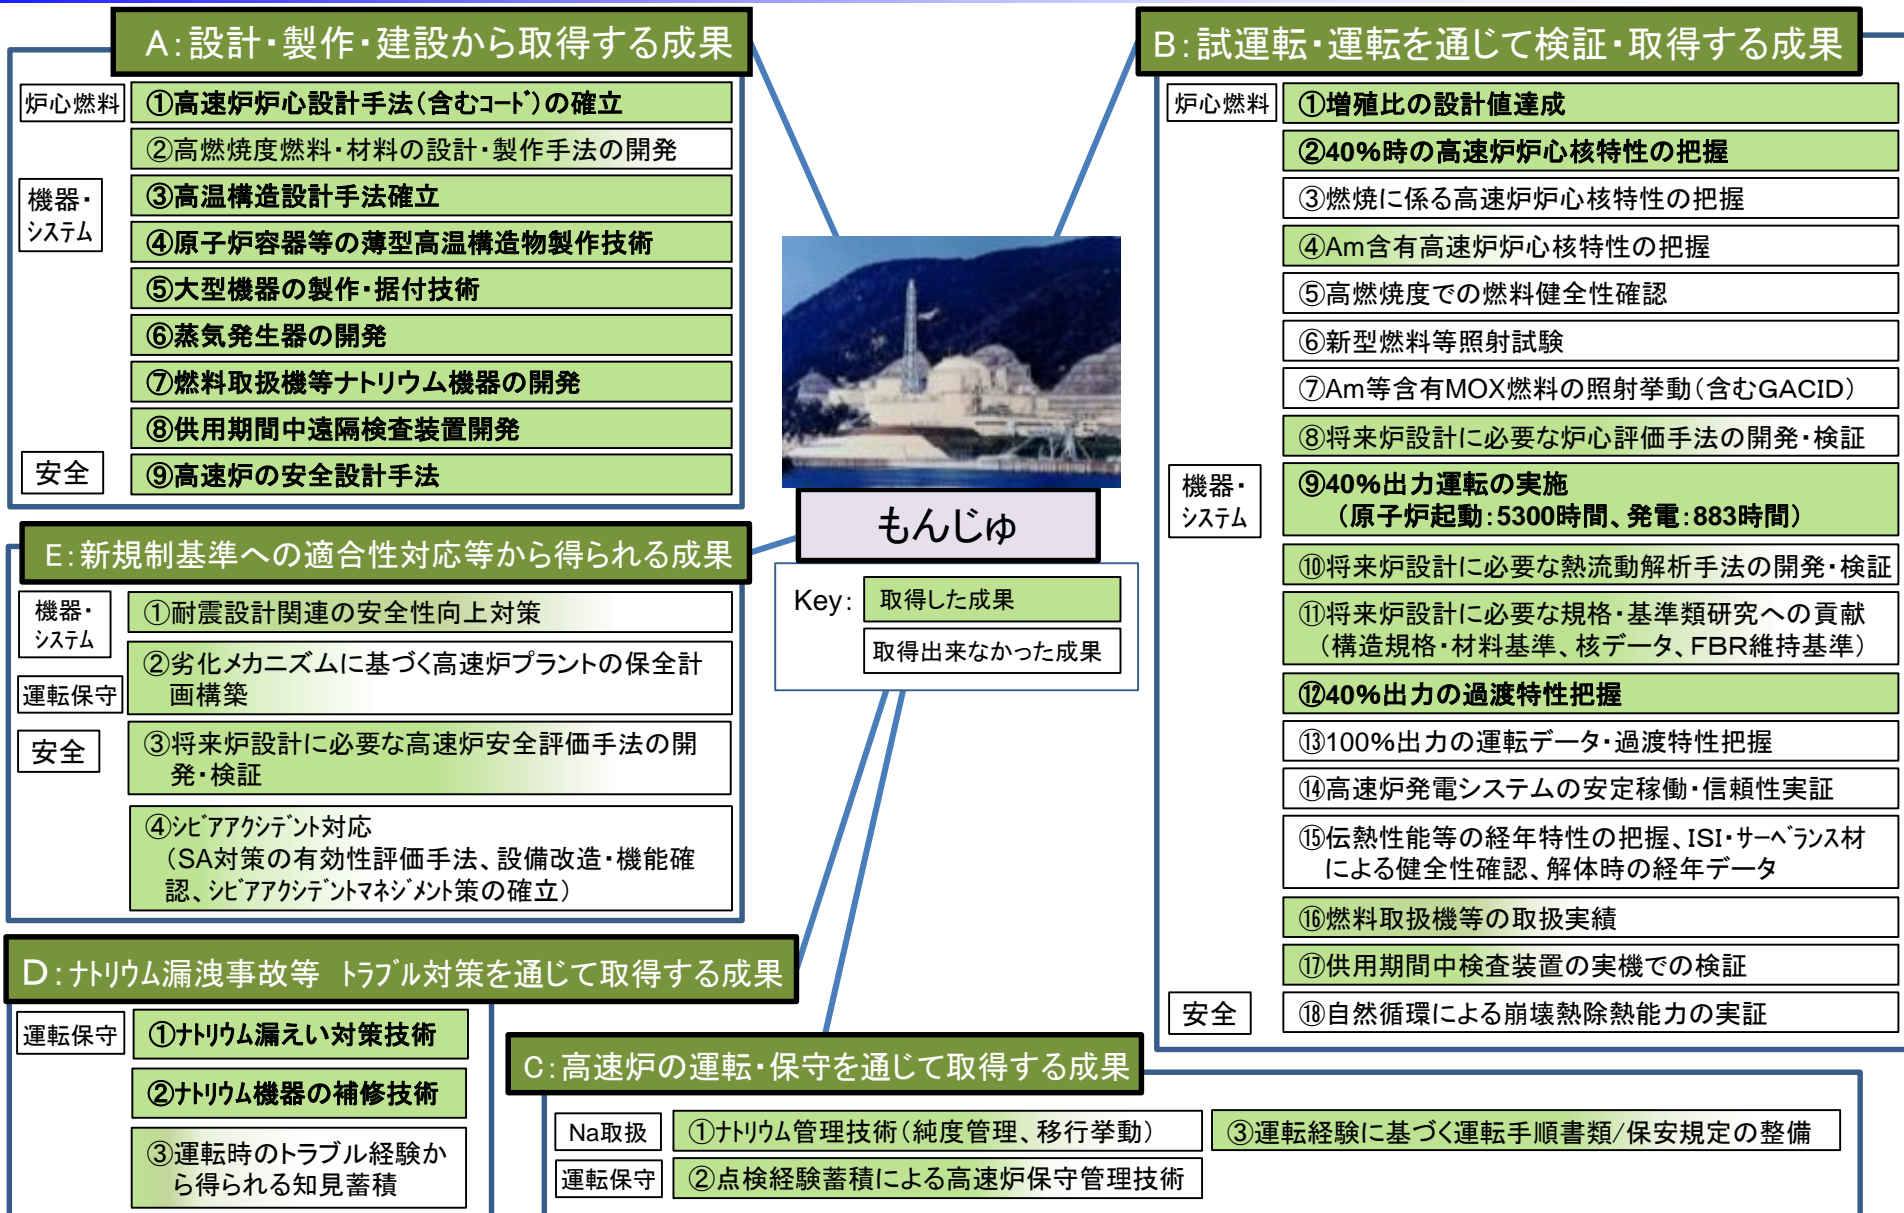 A:設計・製作・建設から取得する成果
炉心燃料
①高速炉炉心設計手法(含むコード)の確立
②高燃焼度燃料・材料の設計・製作手法の開発
機器・
システム
③高温構造設計手法確立
④原子炉容器等の薄型高温構造物製作技術
⑤大型機器の製作・据付技術
⑥蒸気発生器の開発
⑦燃料取扱機等ナトリウム機器の開発
⑧供用期間中遠隔検査装置開発
安全
⑨高速炉の安全設計手法
B:試運転・運転を通じて検証・取得する成果
炉心燃料
①増殖比の設計値達成
②40%時の高速炉炉心核特性の把握
③燃焼に係る高速炉炉心核特性の把握
④Am含有高速炉炉心核特性の把握
⑤高燃焼度での燃料健全性確認
⑥新型燃料等照射試験
⑦Am等含有MOX燃料の照射挙動(含むGACID)
⑧将来炉設計に必要な炉心評価手法の開発・検証
機器・
システム
⑨40%出力運転の実施
(原子炉起動:5300時間、発電:883時間)
⑩将来炉設計に必要な熱流動解析手法の開発・検証
⑪将来炉設計に必要な規格・基準類研究への貢献
(構造規格・材料基準、核データ、FBR維持基準)
⑫40%出力の過渡特性把握
⑬100%出力の運転データ・過渡特性把握
⑭高速炉発電システムの安定稼働・信頼性実証
⑮伝熱性能等の経年特性の把握、ISI・サーベランス材
による健全性確認、解体時の経年データ
⑯燃料取扱機等の取扱実績
⑰供用期間中検査装置の実機での検証
安全
⑱自然循環による崩壊熱除熱能力の実証
もんじゅ
Key:
取得した成果
取得出来なかった成果
E:新規制基準への適合性対応等から得られる成果
機器・
システム
①耐震設計関連の安全性向上対策
運転保守
②劣化メカニズムに基づく高速炉プラントの保全計
画構築
安全
③将来炉設計に必要な高速炉安全評価手法の開
発・検証
④シビアアクシデント対応
(SA対策の有効性評価手法、設備改造・機能確
認、シビアアクシデントマネジメント策の確立)
D:ナトリウム漏洩事故等 トラブル対策を通じて取得する成果
運転保守
①ナトリウム漏えい対策技術
②ナトリウム機器の補修技術
③運転時のトラブル経験か
ら得られる知見蓄積
C:高速炉の運転・保守を通じて取得する成果
Na取扱
①ナトリウム管理技術(純度管理、移行挙動)
③運転経験に基づく運転手順書類/保安規定の整備
運転保守
②点検経験蓄積による高速炉保守管理技術